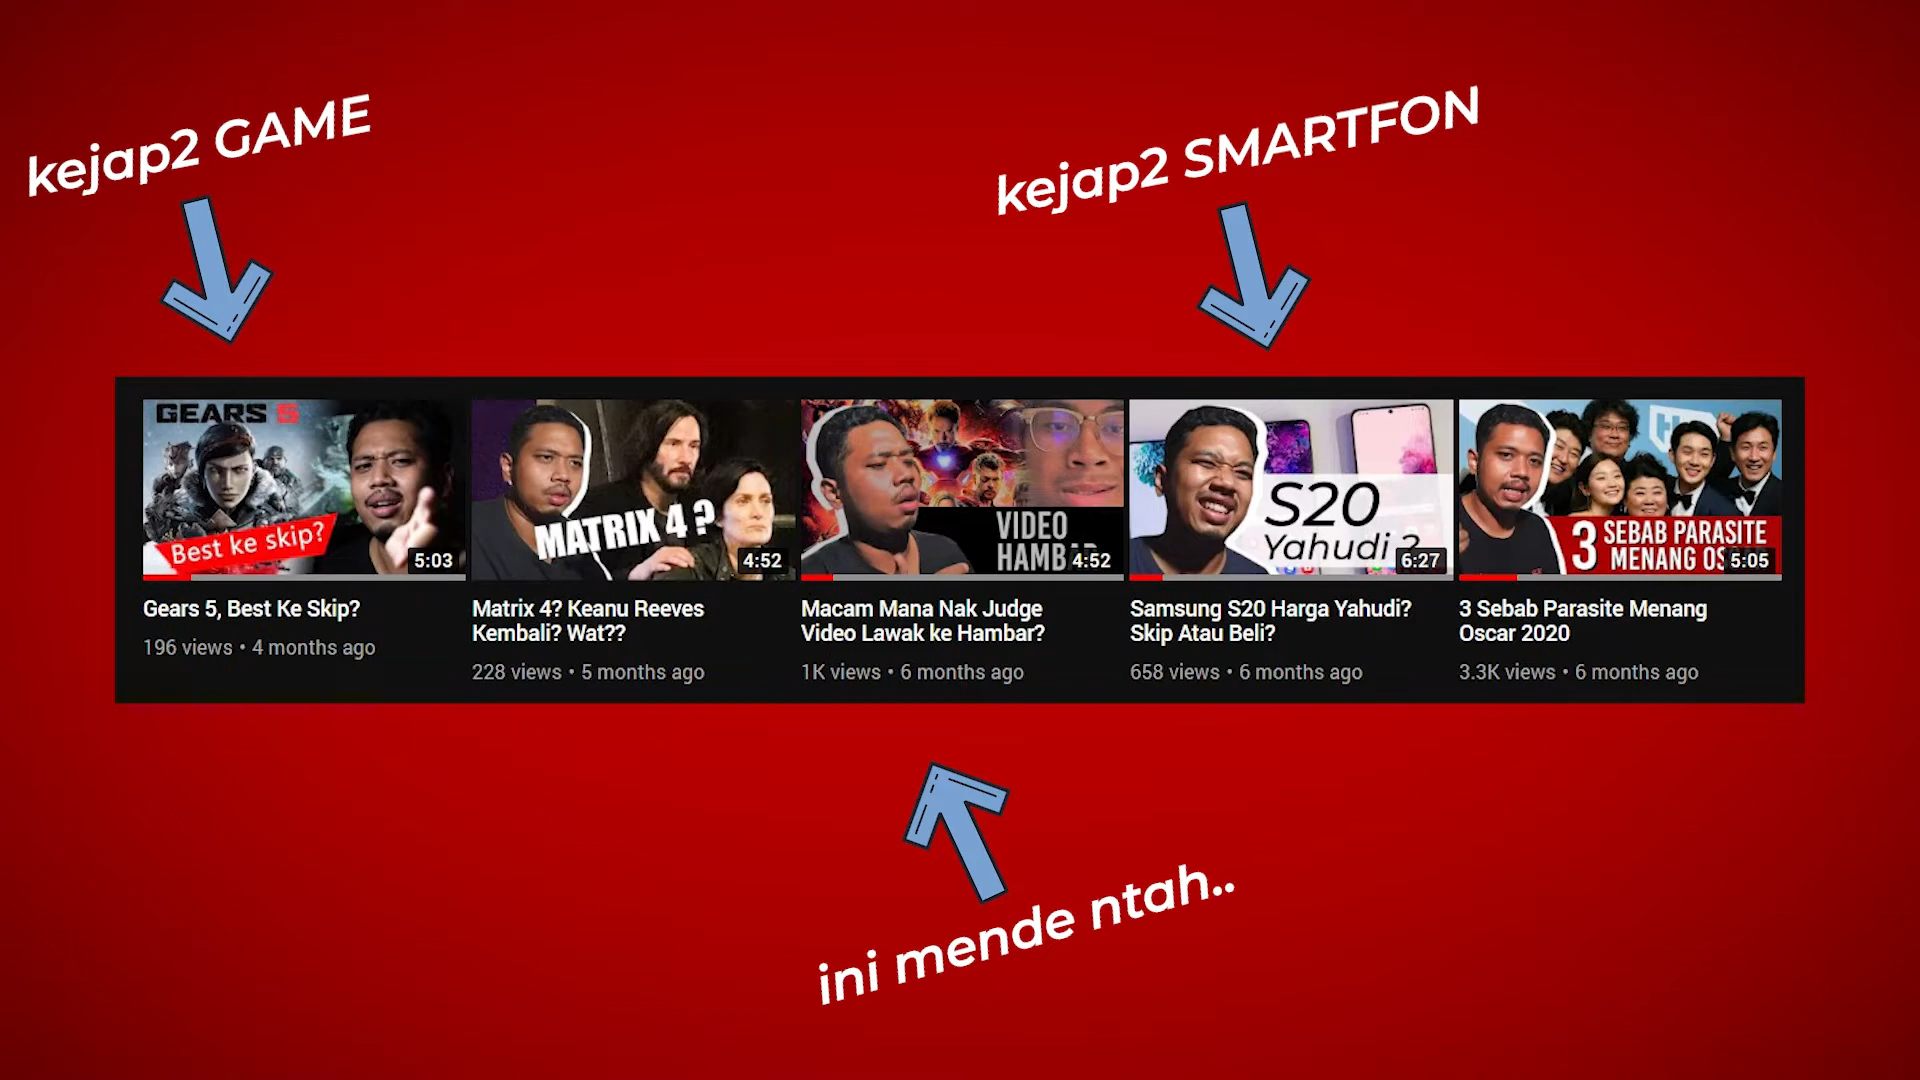 kejap2 GAME
kejap2 SMARTFON
GEARS 5
Best ke skip?
5:03
MATRIX 4 ?
4:52
VIDEO
4:52
S20
Yahudi ?
6:27
3 SEBAB PARASITE
MENANG
5:05
Gears 5, Best Ke Skip?
196 views • 4 months ago
Matrix 4? Keanu Reeves
Kembali? Wat??
228 views • 5 months ago
Macam Mana Nak Judge
Video Lawak ke Hambar?
1K views • 6 months ago
Samsung S20 Harga Yahudi?
Skip Atau Beli?
658 views • 6 months ago
3 Sebab Parasite Menang
Oscar 2020
3.3K views • 6 months ago
ini mende ntah..